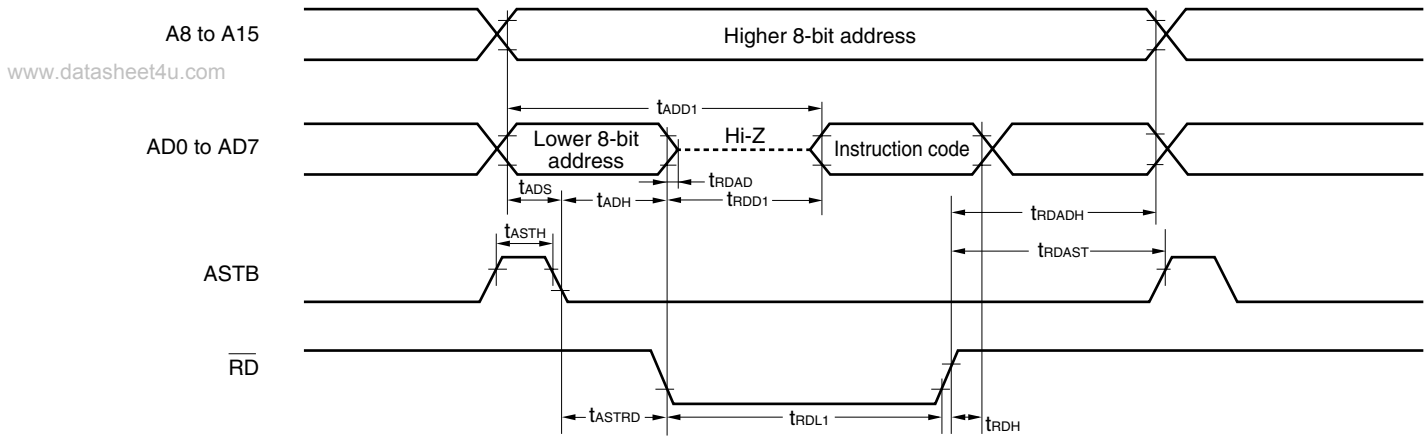 A8 to A15
Higher 8-bit address
www.datasheet4u.com
tADD1
AD0 to AD7
Lower 8-bit
address
Hi-Z
Instruction code
tRDAD
tADS
tADH
tRDD1
tRDADH
tASTH
tRDAST
ASTB
RD
tASTRD
tRDL1
tRDH